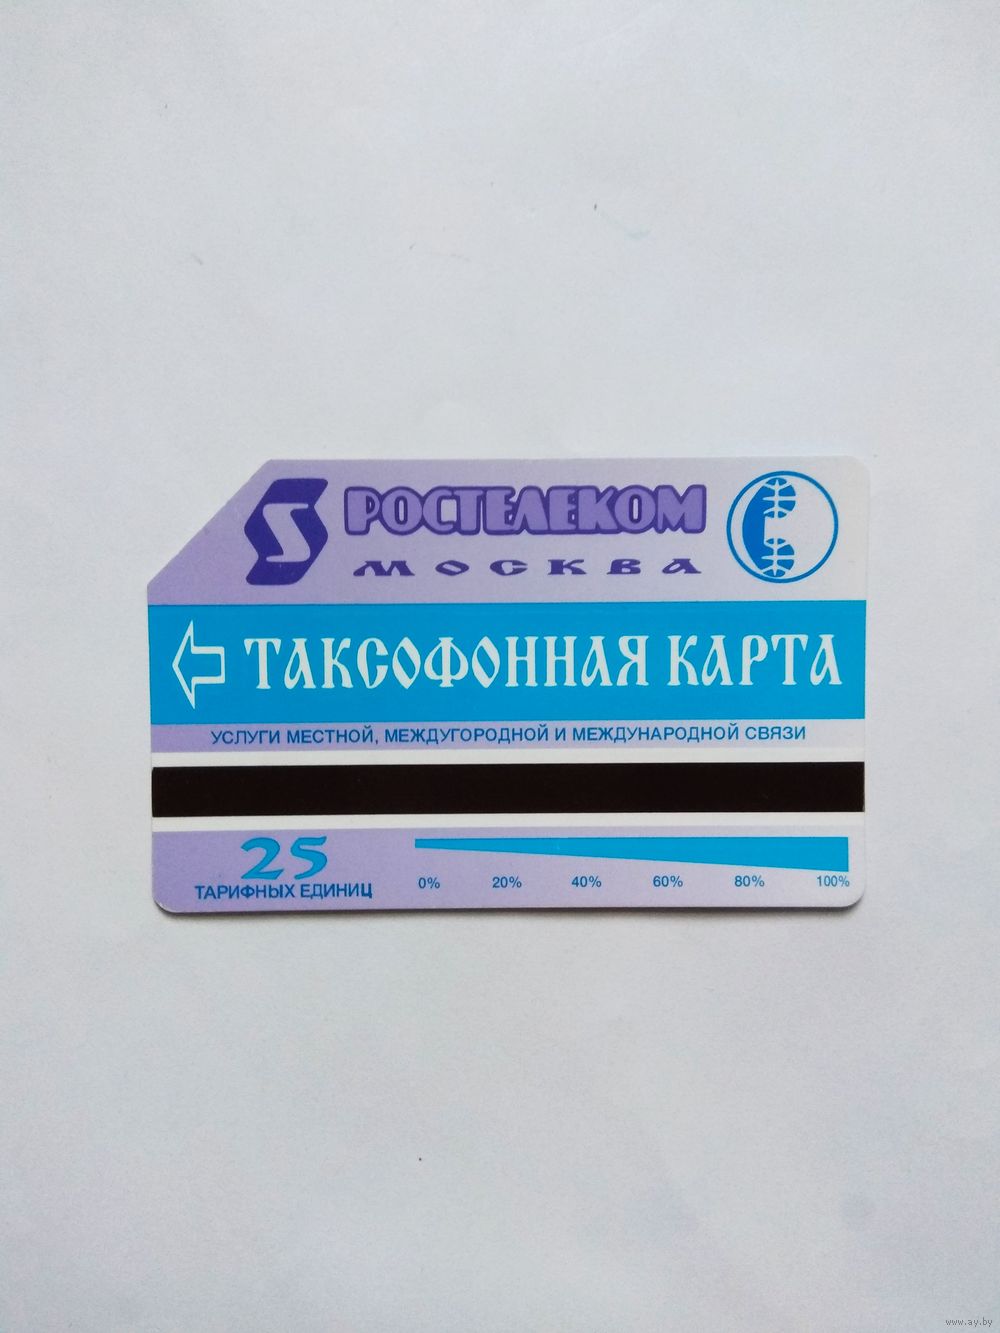 РОСТЕЛЕКОМ
МОСКВА
ТАКСОФОННАЯ КАРТА
УСЛУГИ МЕСТНОЙ, МЕЖДУГОРОДНОЙ И МЕЖДУНАРОДНОЙ СВЯЗИ
25
ТАРИФНЫХ ЕДИНИЦ
0% 20% 40% 60% 80% 100%
www.ay.by